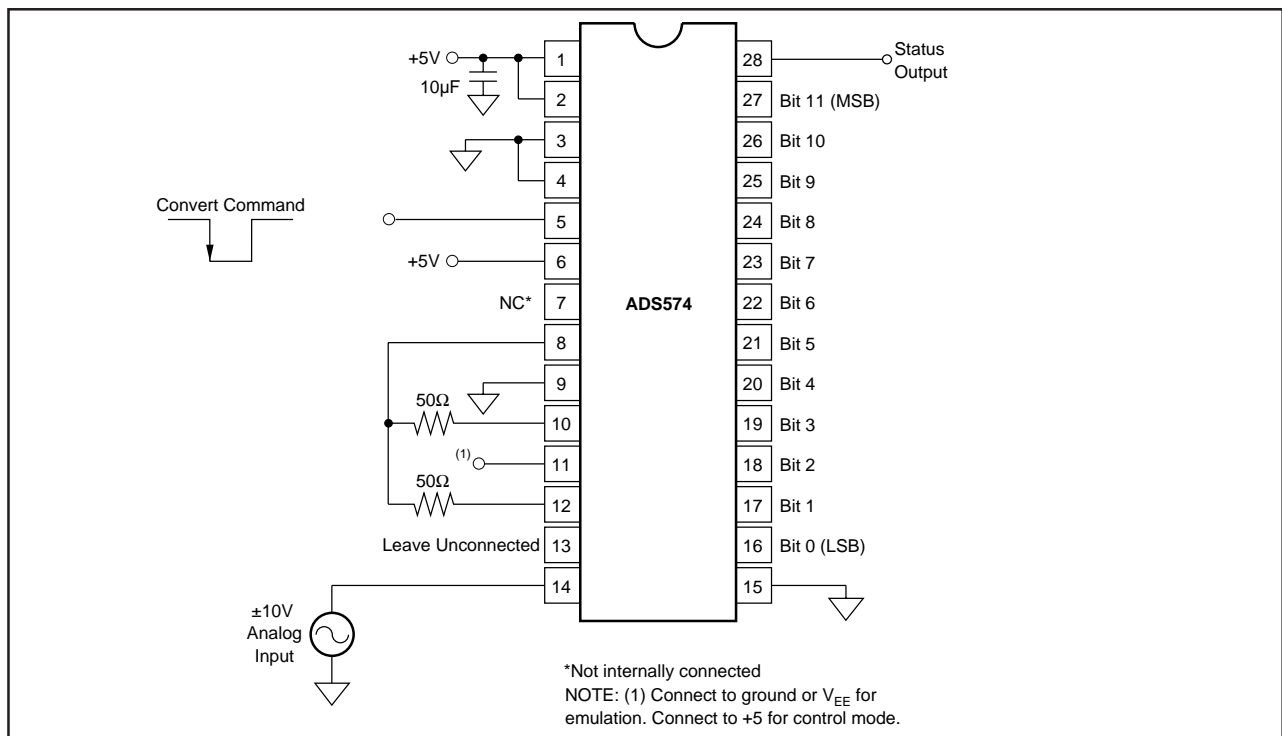 +5V
10µF
1
2
3
4
Convert Command
5
+5V
6
NC*
7
8
9
50Ω
10
(1)
11
50Ω
12
Leave Unconnected
13
14
±10V
Analog
Input
ADS574
28
Status
Output
27
Bit 11 (MSB)
26
Bit 10
25
Bit 9
24
Bit 8
23
Bit 7
22
Bit 6
21
Bit 5
20
Bit 4
19
Bit 3
18
Bit 2
17
Bit 1
16
Bit 0 (LSB)
15
*Not internally connected
NOTE: (1) Connect to ground or VEE for
emulation. Connect to +5 for control mode.